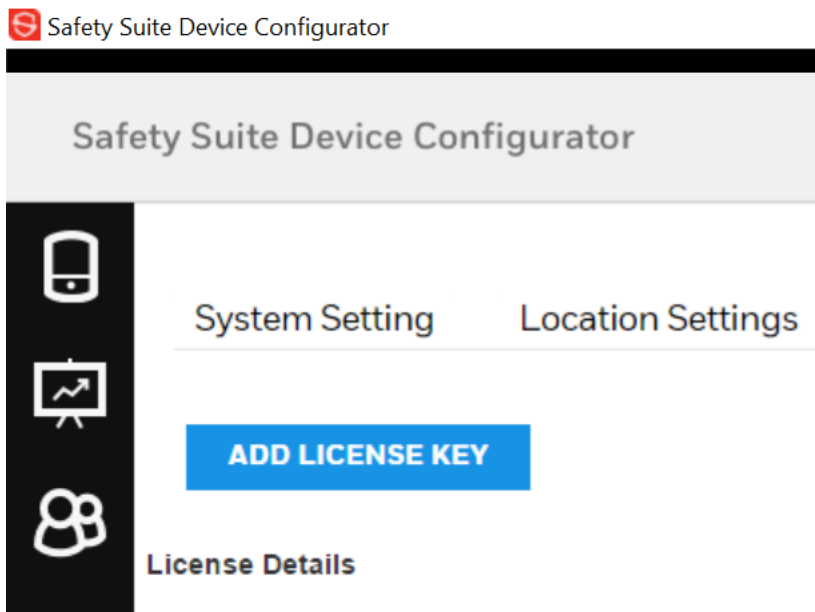 Safety Suite Device Configurator
Safety Suite Device Configurator
System Setting Location Settings
ADD LICENSE KEY
License Details